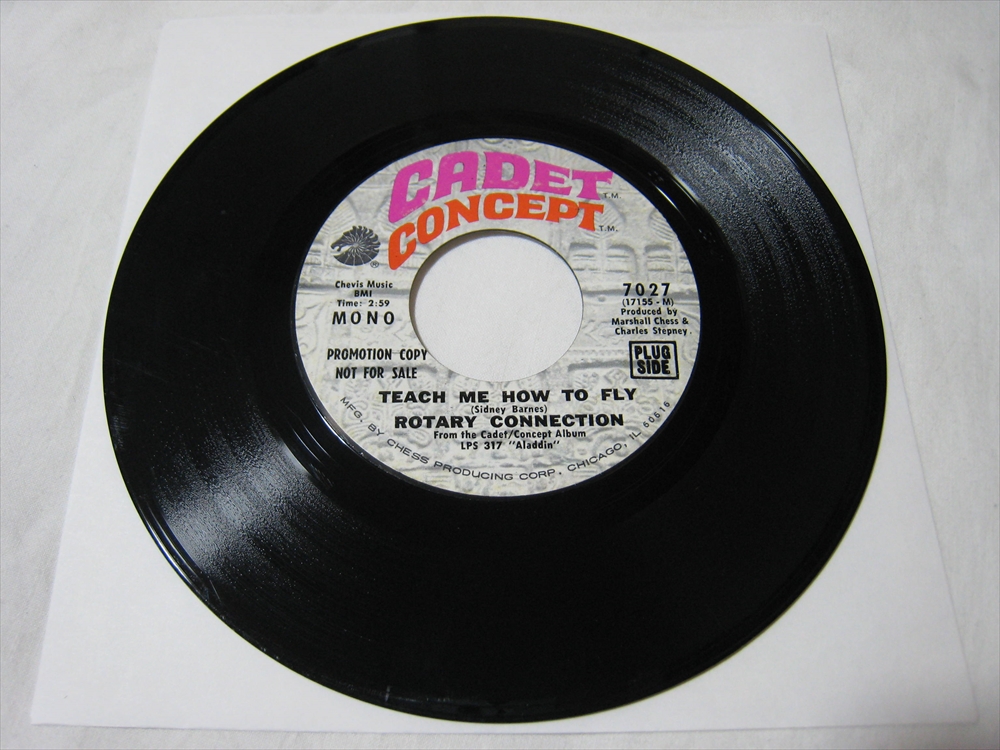 CADET T.M.
CONCEPT T.M.
®
Chevis Music
BMI
Time: 2:59
MONO
PROMOTION COPY
NOT FOR SALE
7027
(17155 - M)
Produced by
Marshall Chess &
Charles Stepney.
PLUG
SIDE
TEACH ME HOW TO FLY
(Sidney Barnes)
ROTARY CONNECTION
From the Cadet/Concept Album
LPS 317 "Aladdin"
MFG. BY CHESS PRODUCING CORP., CHICAGO, IL 60616